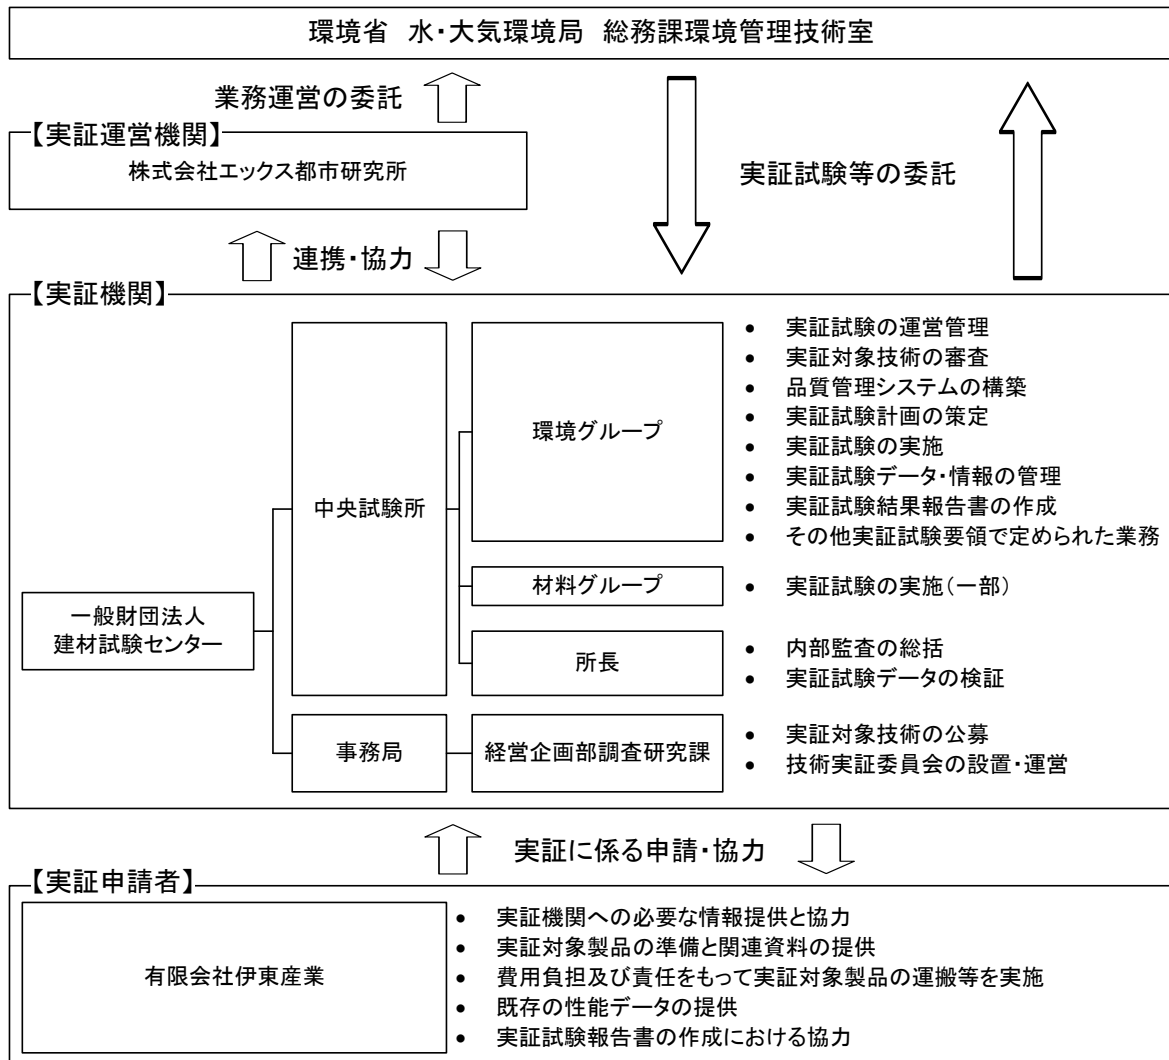 環境省　水・大気環境局　総務課環境管理技術室
業務運営の委託
【実証運営機関】
株式会社エックス都市研究所
実証試験等の委託
連携・協力
【実証機関】
一般財団法人
建材試験センター
中央試験所
環境グループ
• 実証試験の運営管理
• 実証対象技術の審査
• 品質管理システムの構築
• 実証試験計画の策定
• 実証試験の実施
• 実証試験データ・情報の管理
• 実証試験結果報告書の作成
• その他実証試験要領で定められた業務
材料グループ
• 実証試験の実施（一部）
所長
• 内部監査の総括
• 実証試験データの検証
事務局
経営企画部調査研究課
• 実証対象技術の公募
• 技術実証委員会の設置・運営
実証に係る申請・協力
【実証申請者】
有限会社伊東産業
• 実証機関への必要な情報提供と協力
• 実証対象製品の準備と関連資料の提供
• 費用負担及び責任をもって実証対象製品の運搬等を実施
• 既存の性能データの提供
• 実証試験報告書の作成における協力